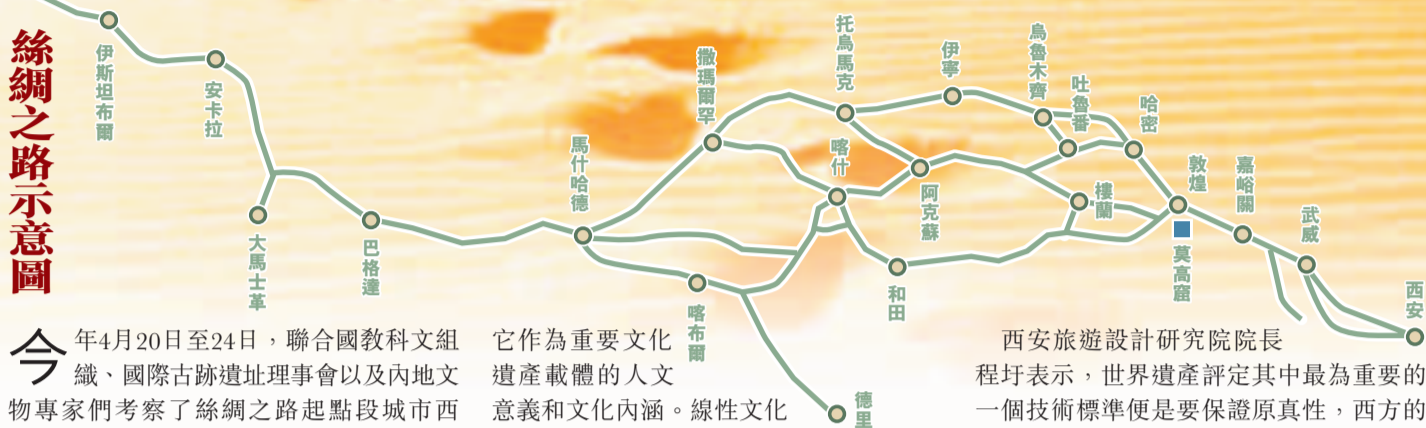 絲綢之路示意圖
伊斯坦布爾
安卡拉
大馬士革
巴格達
馬什哈德
撒瑪爾罕
喀布爾
德里
托烏馬克
喀什
阿克蘇
和田
伊寧
烏魯木齊
吐魯番
哈密
樓蘭
敦煌
莫高窟
嘉峪關
武威
西安
今年4月20日至24日，聯合國教科文組
織、國際古跡遺址理事會以及內地文
物專家們考察了絲綢之路起點段城市西
它作為重要文化
遺產載體的人文
意義和文化內涵。線性文化
西安旅遊設計研究院院長
程圩表示，世界遺產評定其中最為重要的
一個技術標準便是要保證原真性，西方的